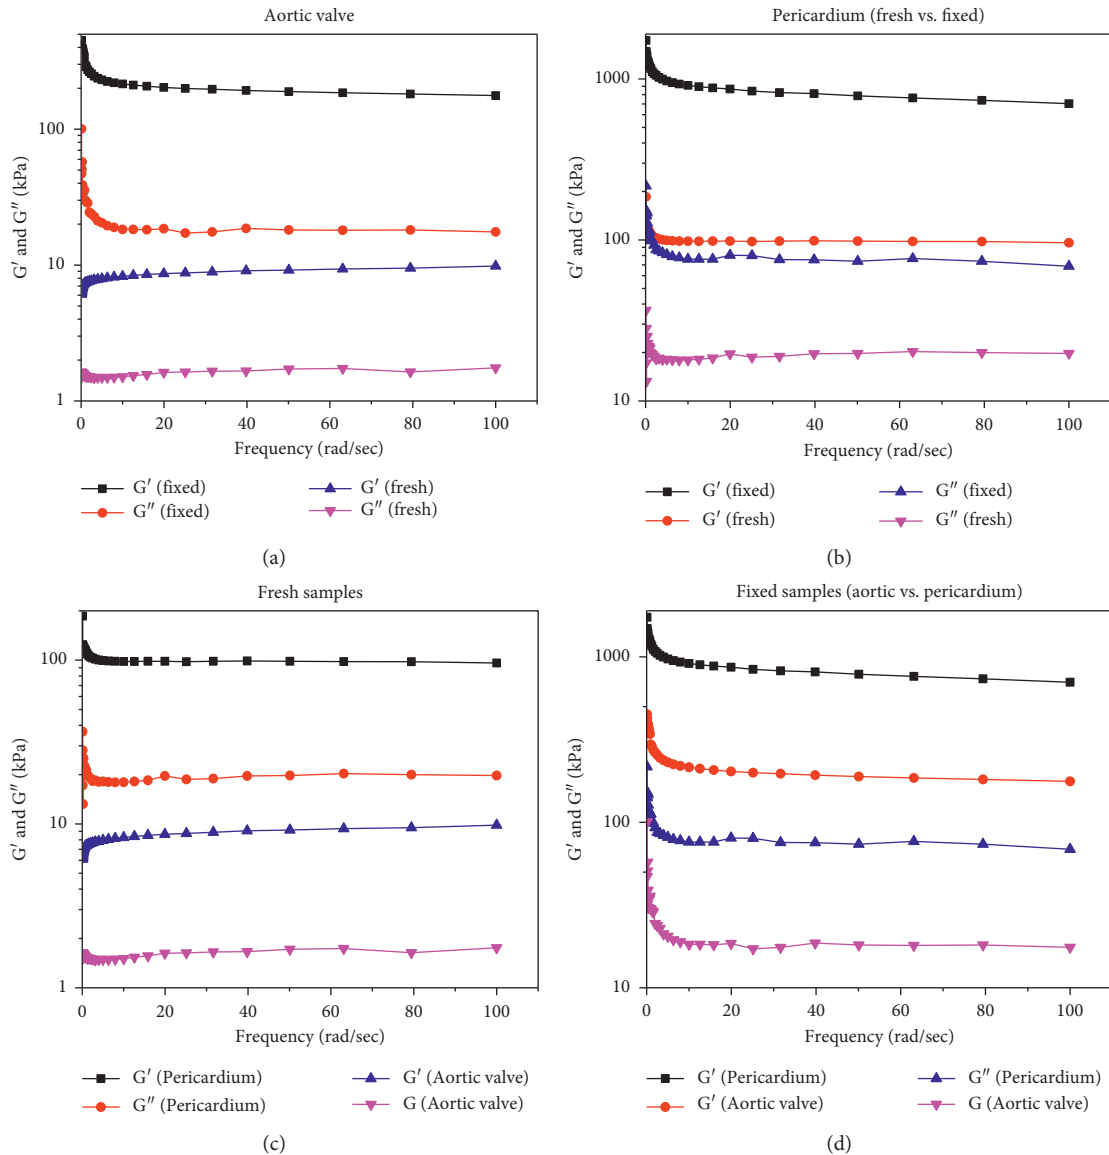 Aortic valve
G′ and G″ (kPa)
100
10
1
0 20 40 60 80 100
Frequency (rad/sec)
G′ (fixed)
G″ (fixed)
G′ (fresh)
G″ (fresh)
(a)
Pericardium (fresh vs. fixed)
G′ and G″ (kPa)
1000
100
10
0 20 40 60 80 100
Frequency (rad/sec)
G′ (fixed)
G′ (fresh)
G″ (fixed)
G″ (fresh)
(b)
Fresh samples
G′ and G″ (kPa)
100
10
1
0 20 40 60 80 100
Frequency (rad/sec)
G′ (Pericardium)
G″ (Pericardium)
G′ (Aortic valve)
G (Aortic valve)
(c)
Fixed samples (aortic vs. pericardium)
G′ and G″ (kPa)
1000
100
10
0 20 40 60 80 100
Frequency (rad/sec)
G′ (Pericardium)
G′ (Aortic valve)
G″ (Pericardium)
G (Aortic valve)
(d)